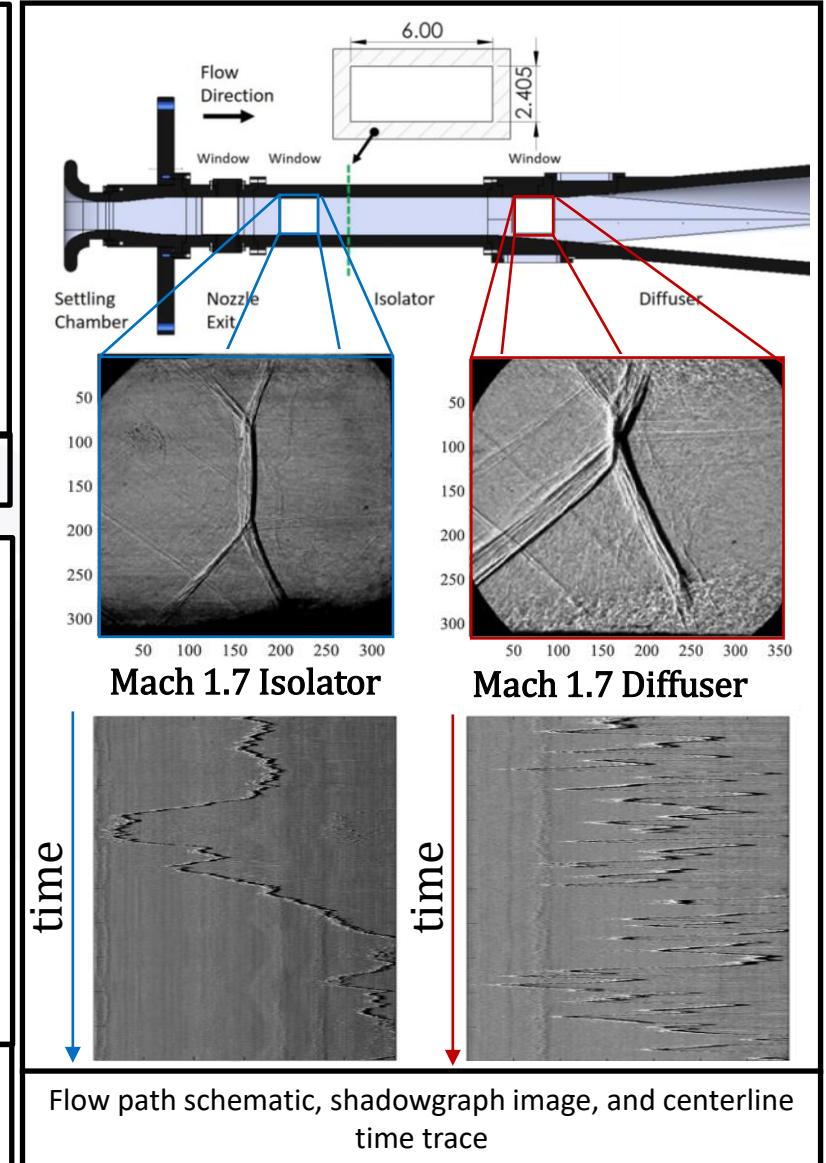 6.00
2.405
Flow
Direction
Window
Window
Window
Settling
Chamber
Nozzle
Exit
Isolator
Diffuser
50
100
150
200
250
300
50 100 150 200 250 300
50
100
150
200
250
300
50 100 150 200 250 300 350
Mach 1.7 Isolator
Mach 1.7 Diffuser
time
time
Flow path schematic, shadowgraph image, and centerline
time trace